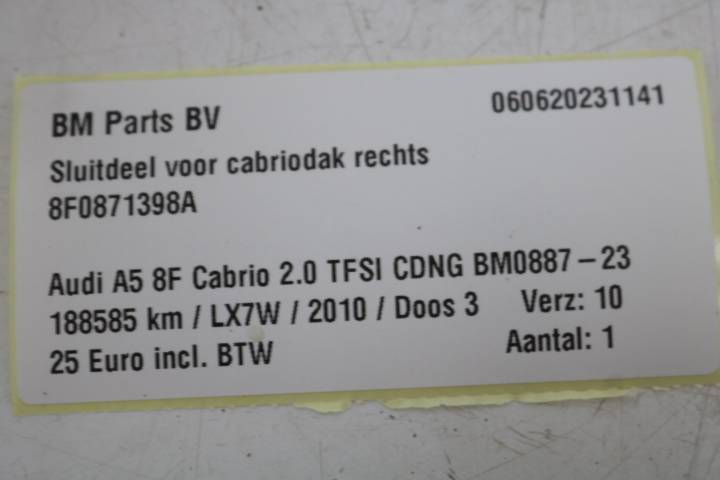 BM Parts BV 060620231141
Sluitdeel voor cabriodak rechts
8F0871398A
Audi A5 8F Cabrio 2.0 TFSI CDNG BM0887-23
188585 km / LX7W / 2010 / Doos 3 Verz: 10
25 Euro incl. BTW Aantal: 1